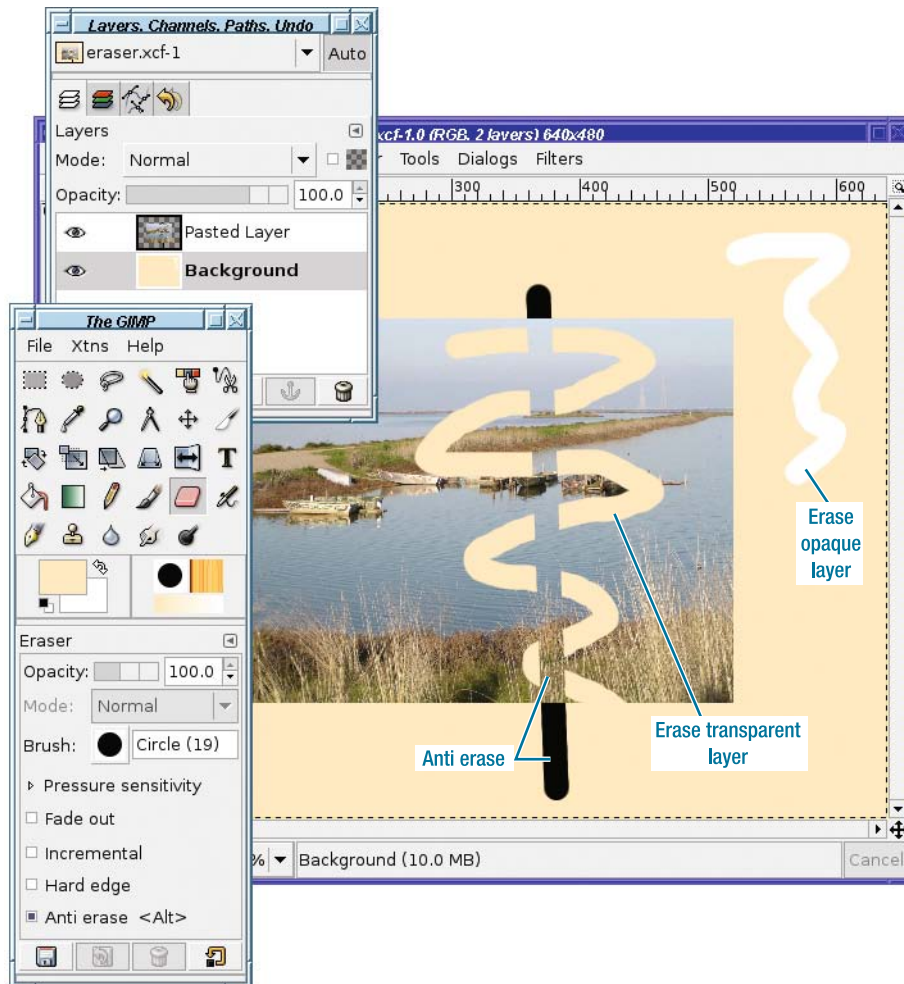 Layers, Channels, Paths, Undo
eraser.xcf-1
Auto
Layers
Mode: Normal
Opacity: 100.0
Pasted Layer
Background
xcf-1.0 (RGB, 2 layers) 640x480
Tools Dialogs Filters
300 400 500 600
The GIMP
File Xtns Help
T
Eraser
Opacity: 100.0
Mode: Normal
Brush: Circle (19)
Pressure sensitivity
Fade out
Incremental
Hard edge
Anti erase <Alt>
Erase
opaque
layer
Erase transparent
layer
Anti erase
% Background (10.0 MB)
Cancel